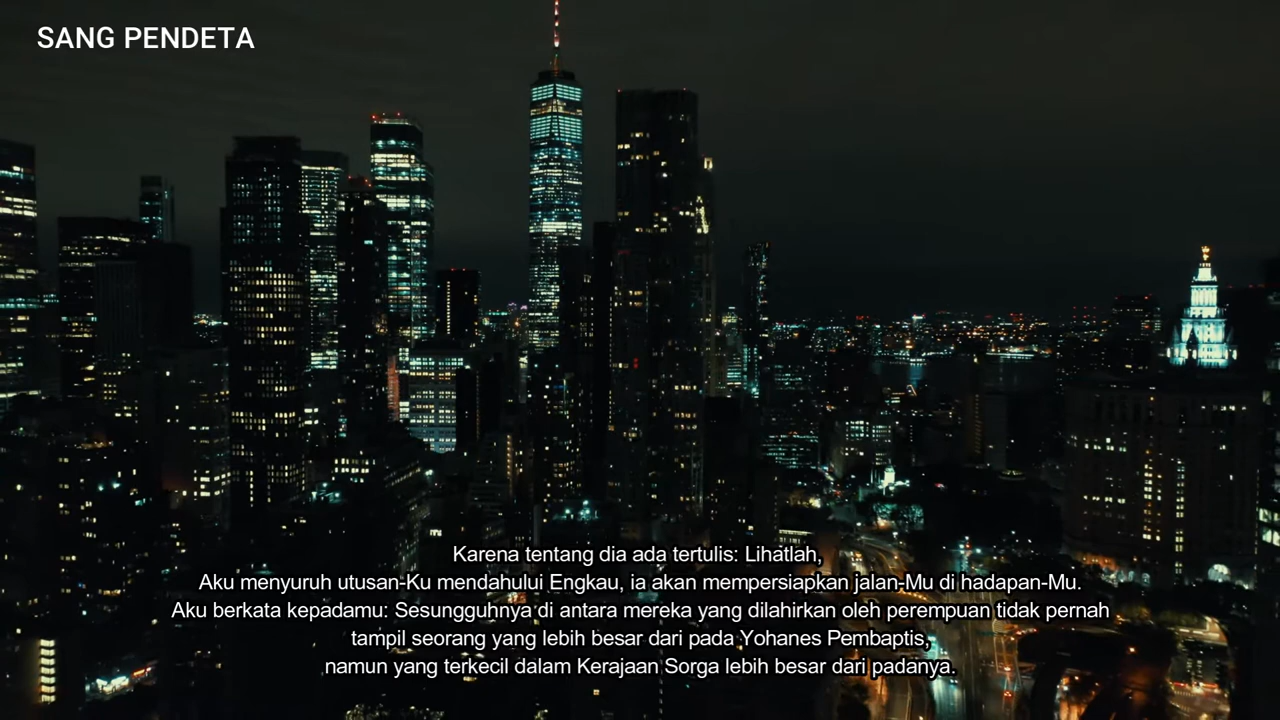 SANG PENDETA
Karena tentang dia ada tertulis: Lihatlah,
Aku menyuruh utusan-Ku mendahului Engkau, ia akan mempersiapkan jalan-Mu di hadapan-Mu.
Aku berkata kepadamu: Sesungguhnya di antara mereka yang dilahirkan oleh perempuan tidak pernah
tampil seorang yang lebih besar dari pada Yohanes Pembaptis,
namun yang terkecil dalam Kerajaan Sorga lebih besar dari padanya.